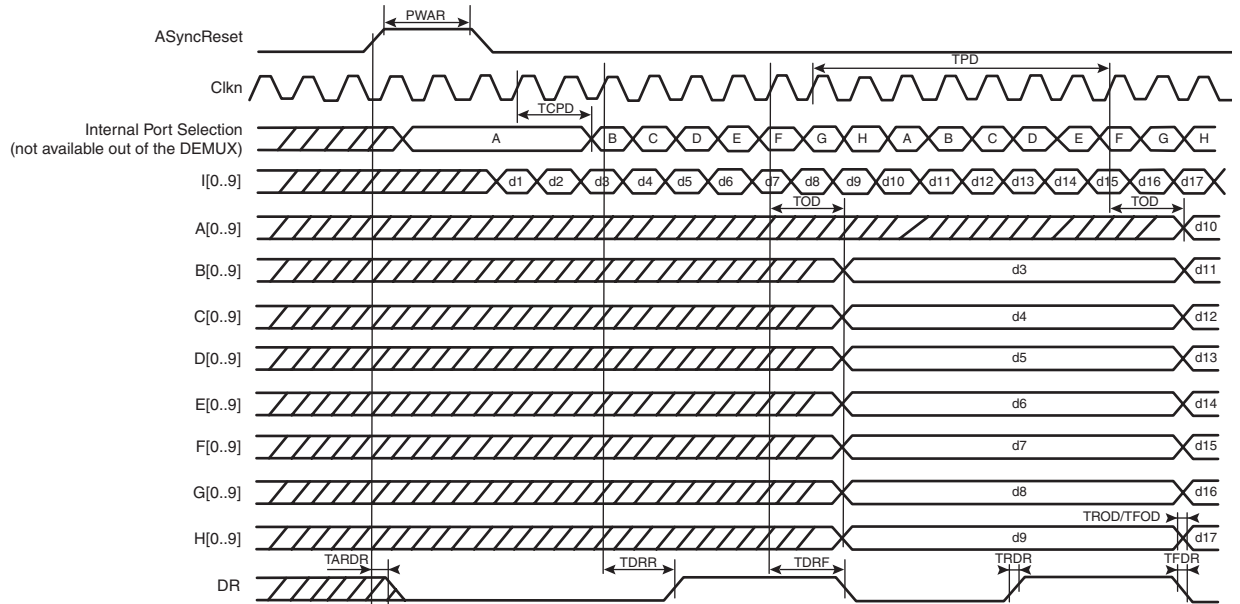 PWAR
ASyncReset
TPD
Clkn
TCPD
Internal Port Selection
(not available out of the DEMUX)
A B C D E F G H A B C D E F G H
I[0..9] d1 d2 d3 d4 d5 d6 d7 d8 d9 d10 d11 d12 d13 d14 d15 d16 d17
TOD TOD
A[0..9] d10
B[0..9] d3 d11
C[0..9] d4 d12
D[0..9] d5 d13
E[0..9] d6 d14
F[0..9] d7 d15
G[0..9] d8 d16
TROD/TFOD
H[0..9] d9 d17
TARDR TDRR TDRF TRDR TFDR
DR